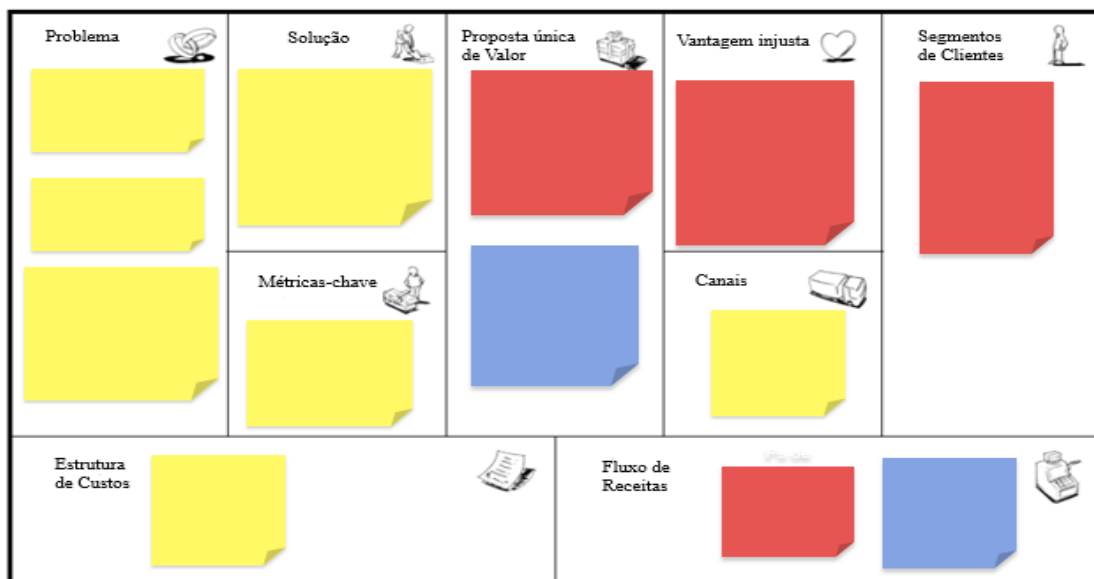 Problema
Solução
Proposta única
de Valor
Vantagem injusta
Segmentos
de Clientes
Métricas-chave
Canais
Estrutura
de Custos
Fluxo de
Receitas